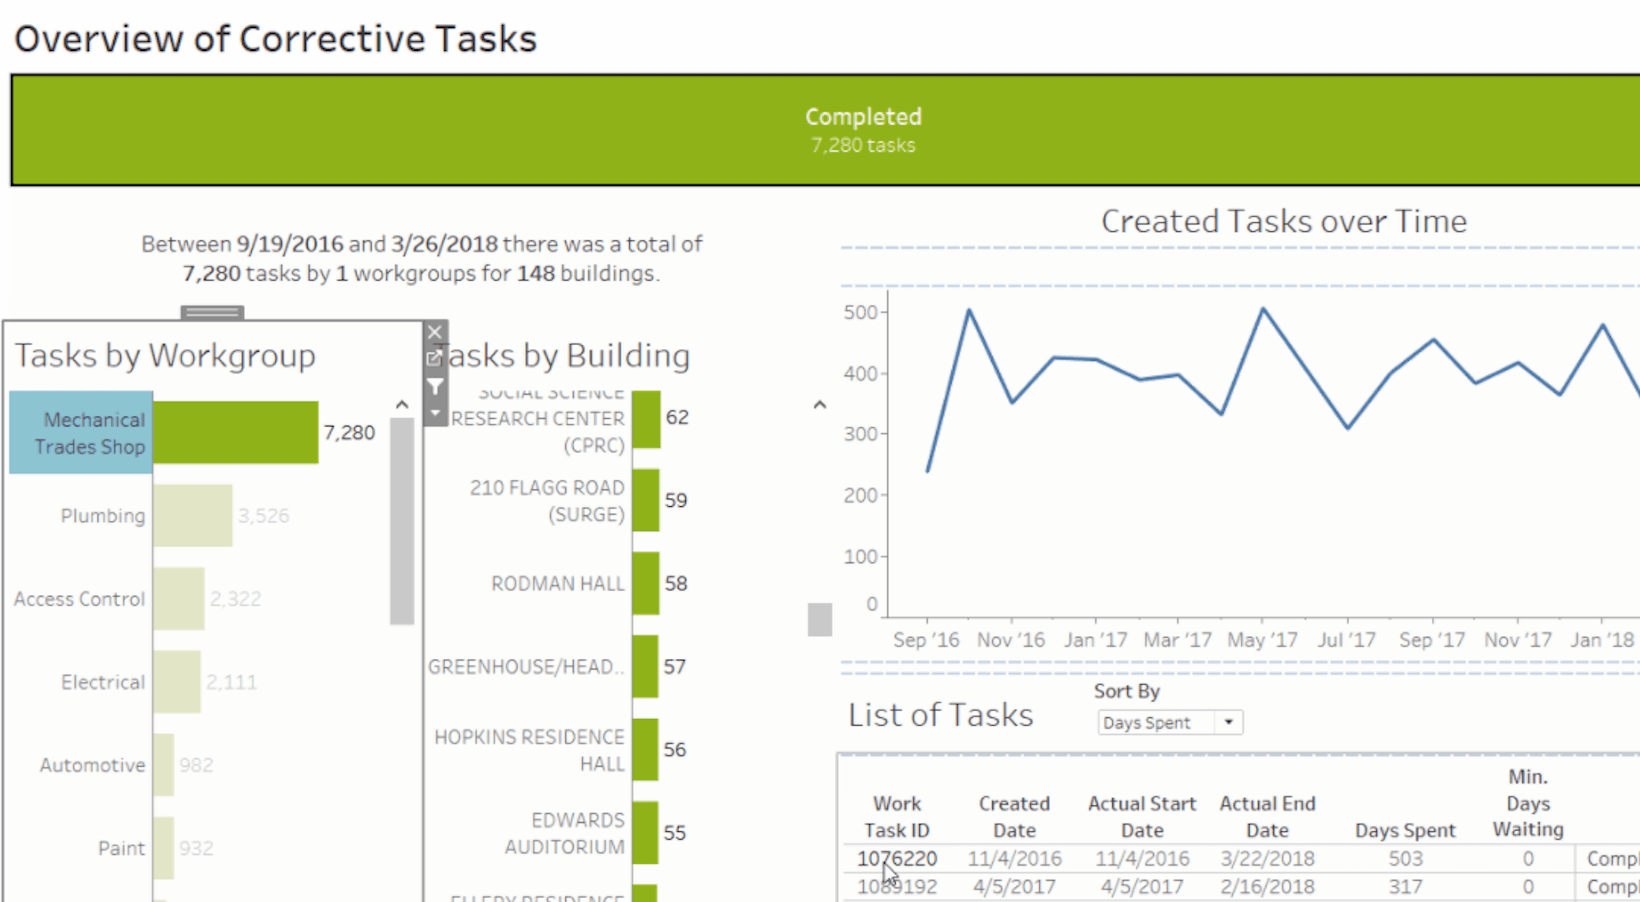 Overview of Corrective Tasks
Completed
7,280 tasks
Between 9/19/2016 and 3/26/2018 there was a total of
7,280 tasks by 1 workgroups for 148 buildings.
Tasks by Workgroup
Mechanical
Trades Shop
7,280
Plumbing
3,526
Access Control
2,322
Electrical
2,111
Automotive
982
Paint
932
Tasks by Building
SOCIAL SCIENCE
RESEARCH CENTER
(CPRC)
62
210 FLAGG ROAD
(SURGE)
59
RODMAN HALL
58
GREENHOUSE/HEAD..
57
HOPKINS RESIDENCE
HALL
56
EDWARDS
AUDITORIUM
55
ELLERY RESIDENCE
Created Tasks over Time
500
400
300
200
100
0
Sep '16 Nov '16 Jan '17 Mar '17 May '17 Jul '17 Sep '17 Nov '17 Jan '18
List of Tasks
Sort By
Days Spent
Work
Task ID
Created
Date
Actual Start
Date
Actual End
Date
Days Spent
Min.
Days
Waiting
1076220 11/4/2016 11/4/2016 3/22/2018 503 0 Compl
1089192 4/5/2017 4/5/2017 2/16/2018 317 0 Compl